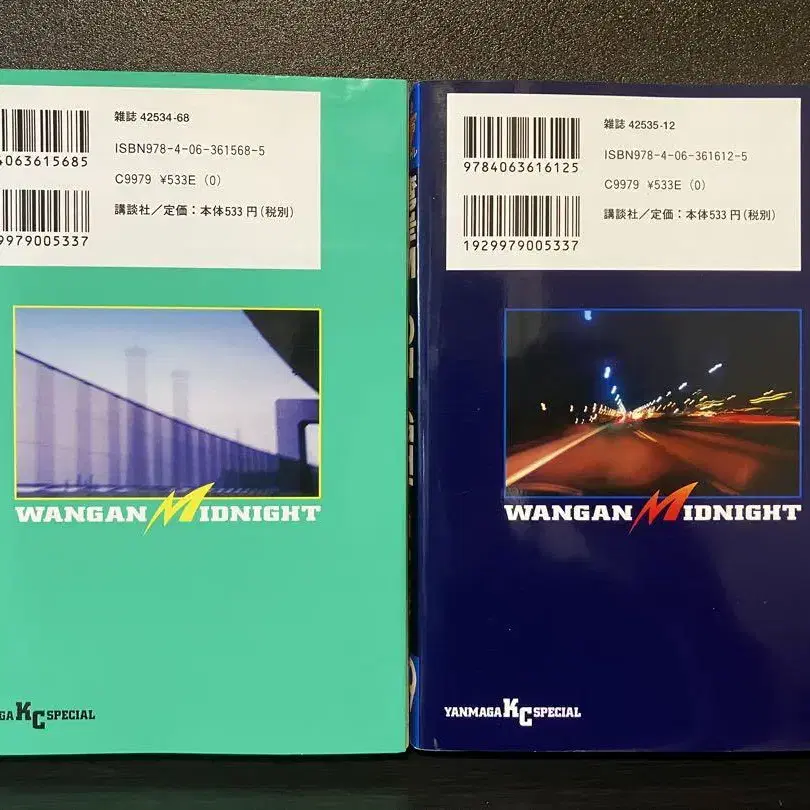 雑誌 42534-68
ISBN978-4-06-361568-5
4063615685
C9979 ¥533E (0)
9979005337
講談社/定価:本体533円(税別)
WANGAN MIDNIGHT
GA KC SPECIAL
雑誌 42535-12
ISBN978-4-06-361612-5
9784063616125
C9979 ¥533E (0)
1929979005337
講談社/定価:本体533円(税別)
WANGAN MIDNIGHT
YANMAGA KC SPECIAL